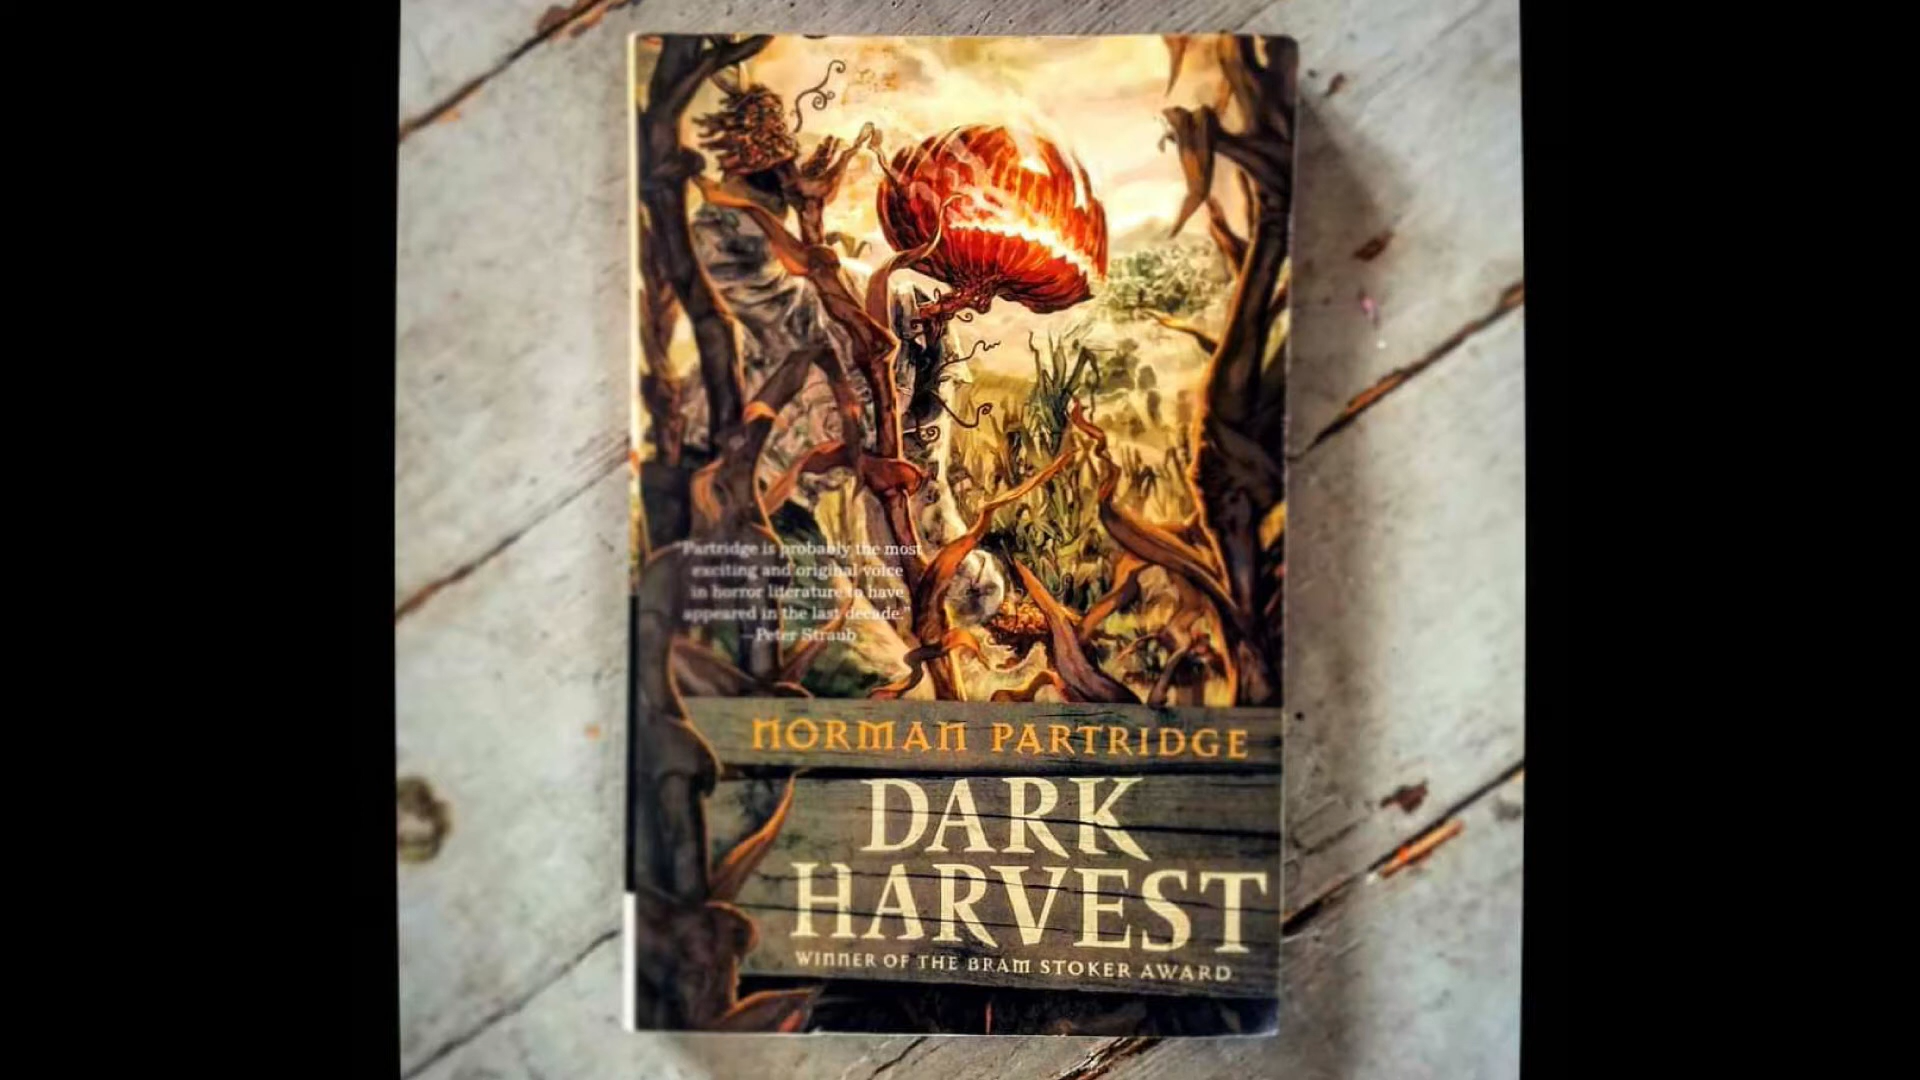 "Partridge is probably the most
exciting and original voice
in horror literature to have
appeared in the last decade."
—Peter Straub
NORMAN PARTRIDGE
DARK
HARVEST
WINNER OF THE BRAM STOKER AWARD